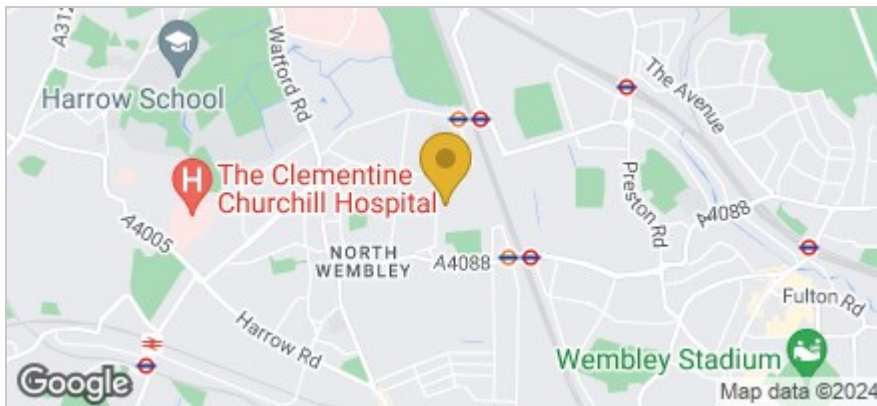 A312
Harrow School
Watford Rd
The Avenue
H
The Clementine
Churchill Hospital
Preston Rd
A4088
A4005
NORTH
WEMBLEY
A4088
Fulton Rd
Harrow Rd
Wembley Stadium
Google
Map data ©2024